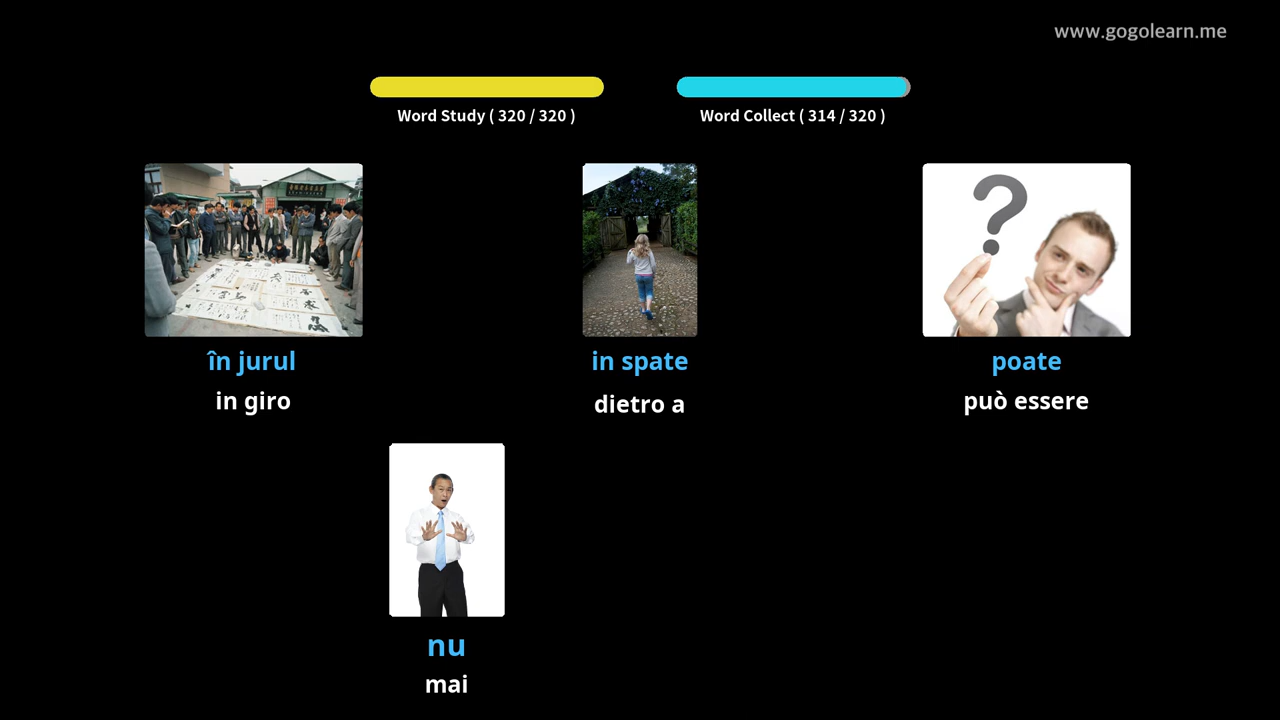 www.gogolearn.me
Word Study ( 320 / 320 )
Word Collect ( 314 / 320 )
în jurul
in giro
in spate
dietro a
poate
può essere
nu
mai